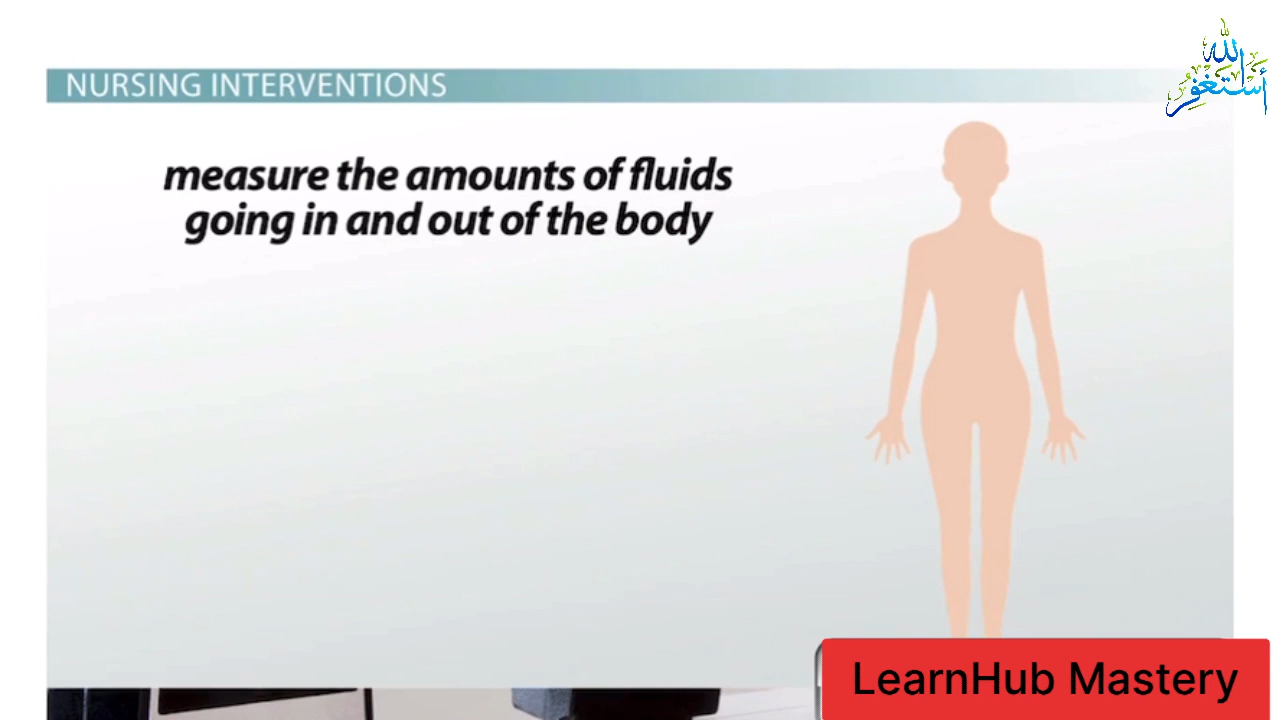 NURSING INTERVENTIONS
measure the amounts of fluids
going in and out of the body
أستغفر الله
LearnHub Mastery